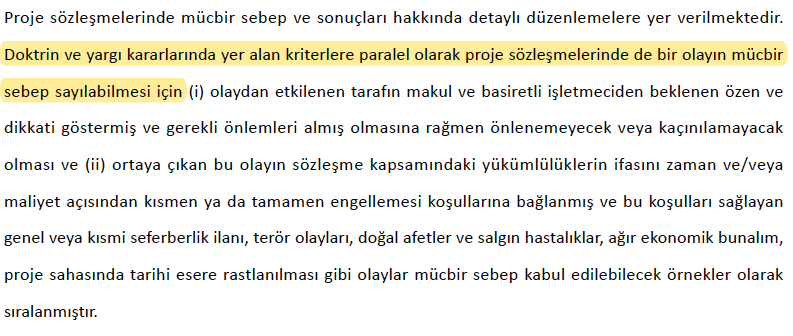 Proje sözleşmelerinde mücbir sebep ve sonuçları hakkında detaylı düzenlemelere yer verilmektedir.
Doktrin ve yargı kararlarında yer alan kriterlere paralel olarak proje sözleşmelerinde de bir olayın mücbir
sebep sayılabilmesi için (i) olaydan etkilenen tarafın makul ve basiretli işletmeciden beklenen özen ve
dikkati göstermiş ve gerekli önlemleri almış olmasına rağmen önlenemeyecek veya kaçınılamayacak
olması ve (ii) ortaya çıkan bu olayın sözleşme kapsamındaki yükümlülüklerin ifasını zaman ve/veya
maliyet açısından kısmen ya da tamamen engellemesi koşullarına bağlanmış ve bu koşulları sağlayan
genel veya kısmi seferberlik ilanı, terör olayları, doğal afetler ve salgın hastalıklar, ağır ekonomik bunalım,
proje sahasında tarihi esere rastlanılması gibi olaylar mücbir sebep kabul edilebilecek örnekler olarak
sıralanmıştır.